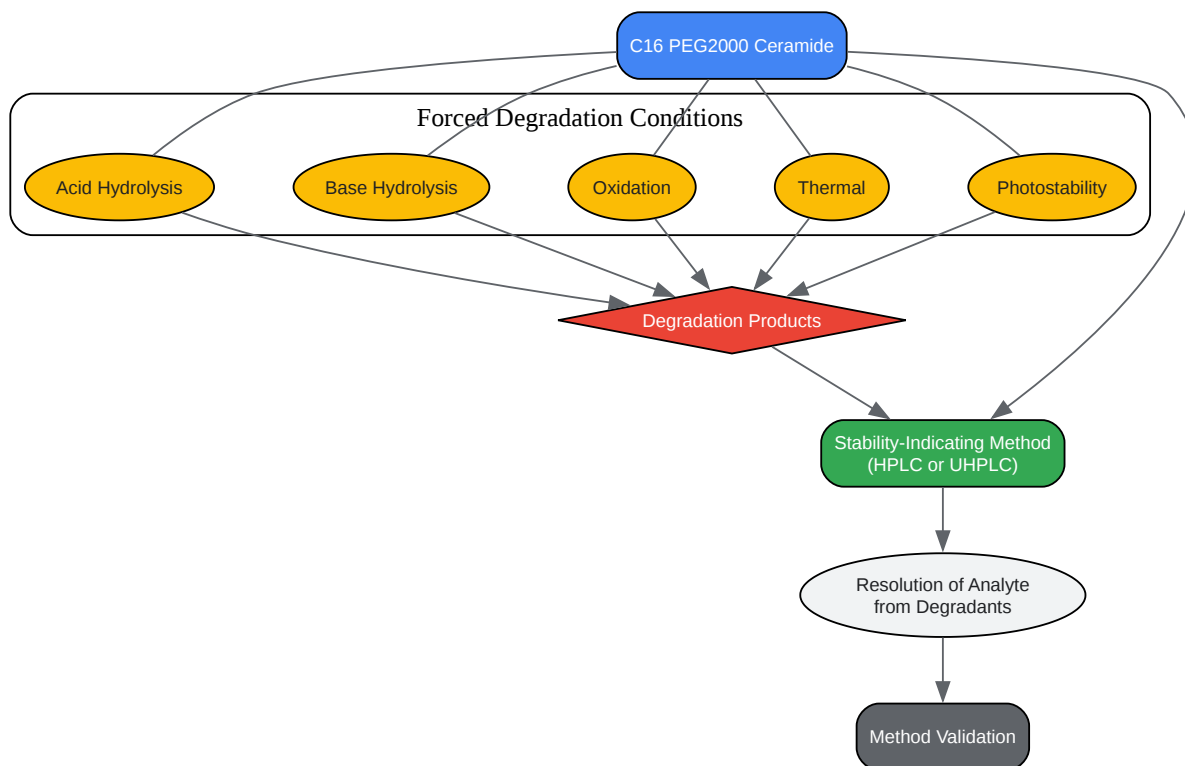 C16 PEG2000 Ceramide
Forced Degradation Conditions
Acid Hydrolysis
Base Hydrolysis
Oxidation
Thermal
Photostability
Degradation Products
Stability-Indicating Method
(HPLC or UHPLC)
Resolution of Analyte
from Degradants
Method Validation